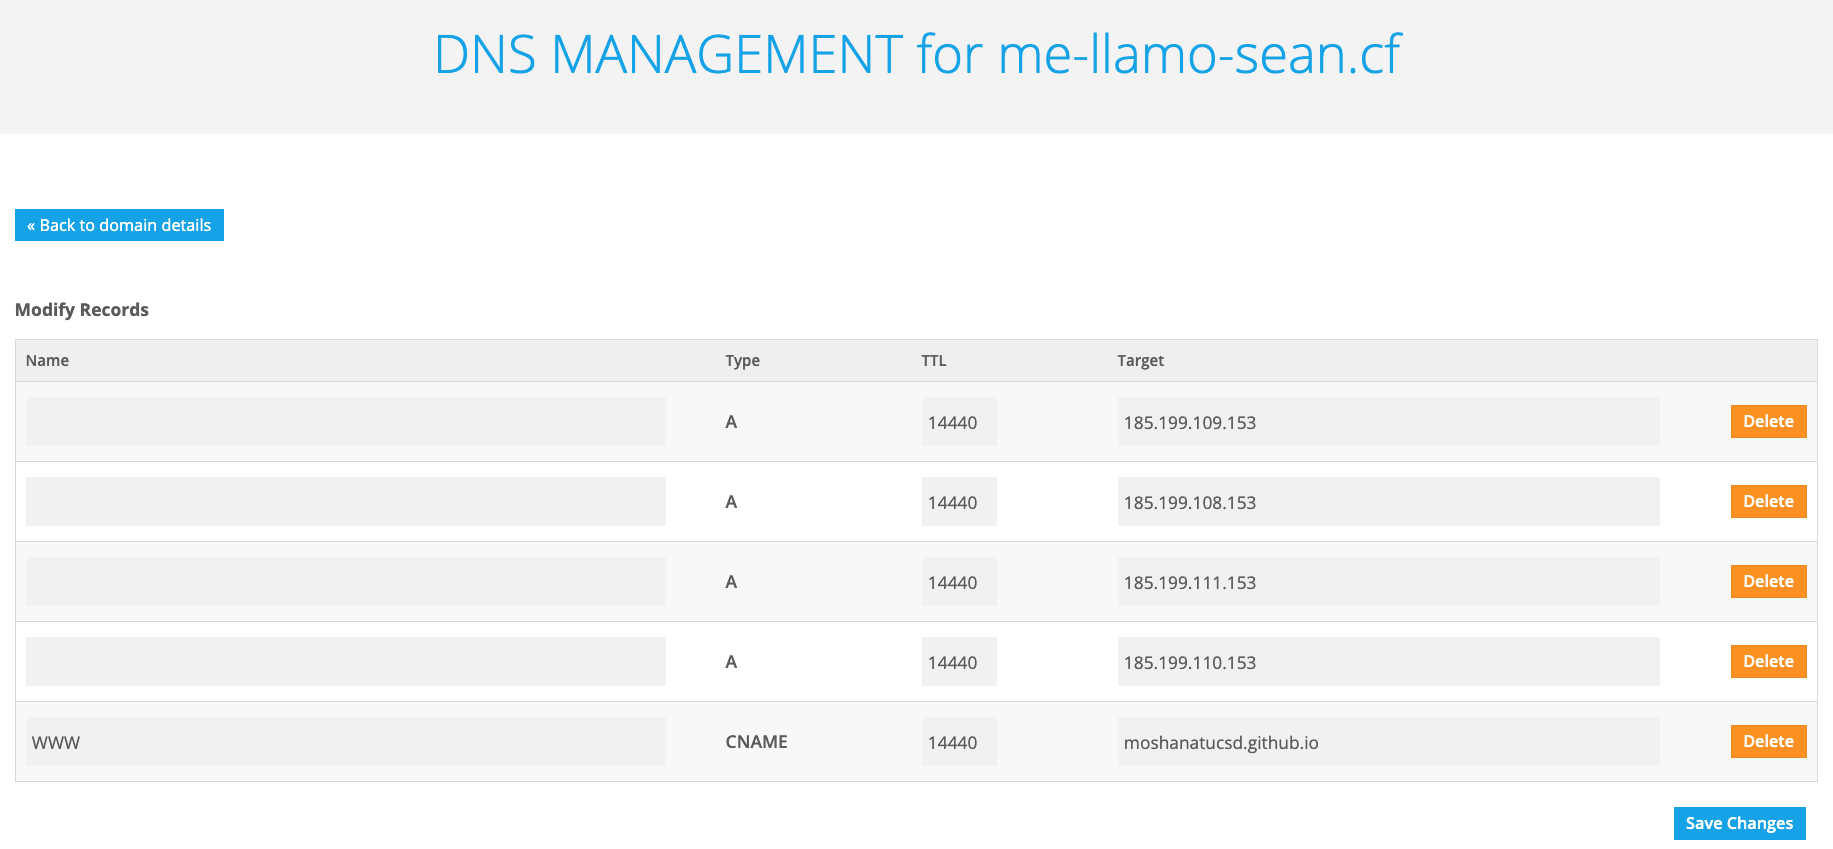 DNS MANAGEMENT for me-llamo-sean.cf
« Back to domain details
Modify Records
Name Type TTL Target
A 14440 185.199.109.153 Delete
A 14440 185.199.108.153 Delete
A 14440 185.199.111.153 Delete
A 14440 185.199.110.153 Delete
WWW CNAME 14440 moshanatucsd.github.io Delete
Save Changes